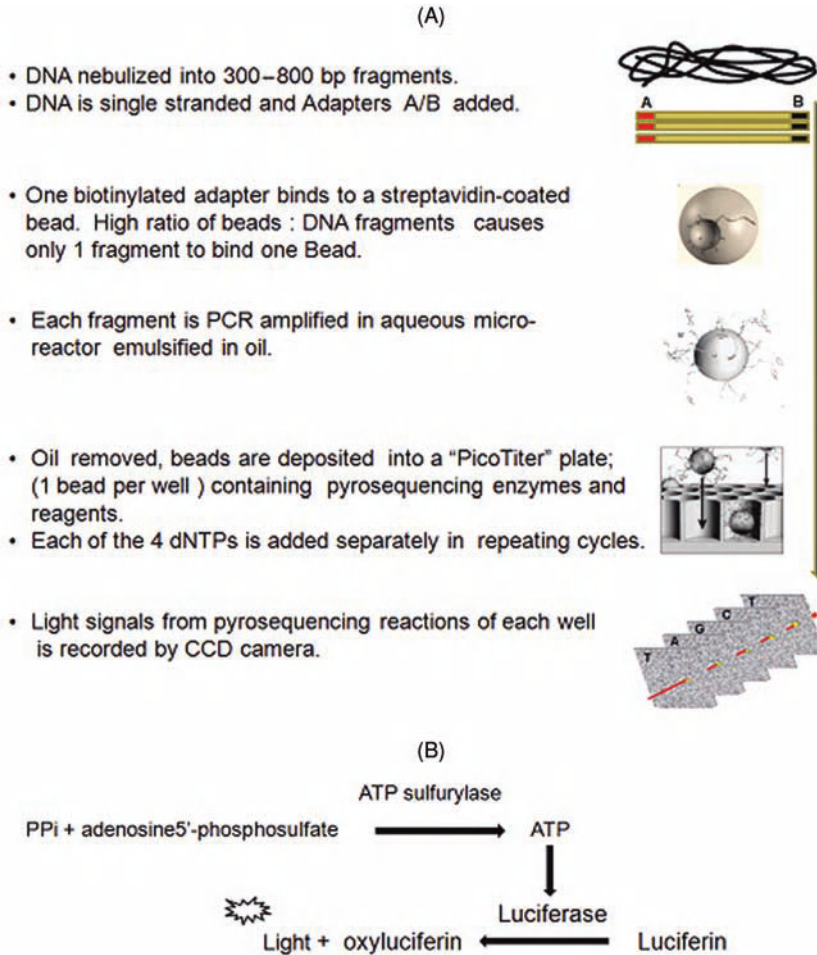 (A)
• DNA nebulized into 300–800 bp fragments.
• DNA is single stranded and Adapters A/B added.
A B
• One biotinylated adapter binds to a streptavidin-coated
bead. High ratio of beads : DNA fragments causes
only 1 fragment to bind one Bead.
• Each fragment is PCR amplified in aqueous micro-
reactor emulsified in oil.
• Oil removed, beads are deposited into a “PicoTiter” plate;
(1 bead per well ) containing pyrosequencing enzymes and
reagents.
• Each of the 4 dNTPs is added separately in repeating cycles.
• Light signals from pyrosequencing reactions of each well
is recorded by CCD camera.
T A G C T
(B)
ATP sulfurylase
PPi + adenosine5'-phosphosulfate ATP
Luciferase
Light + oxyluciferin Luciferin